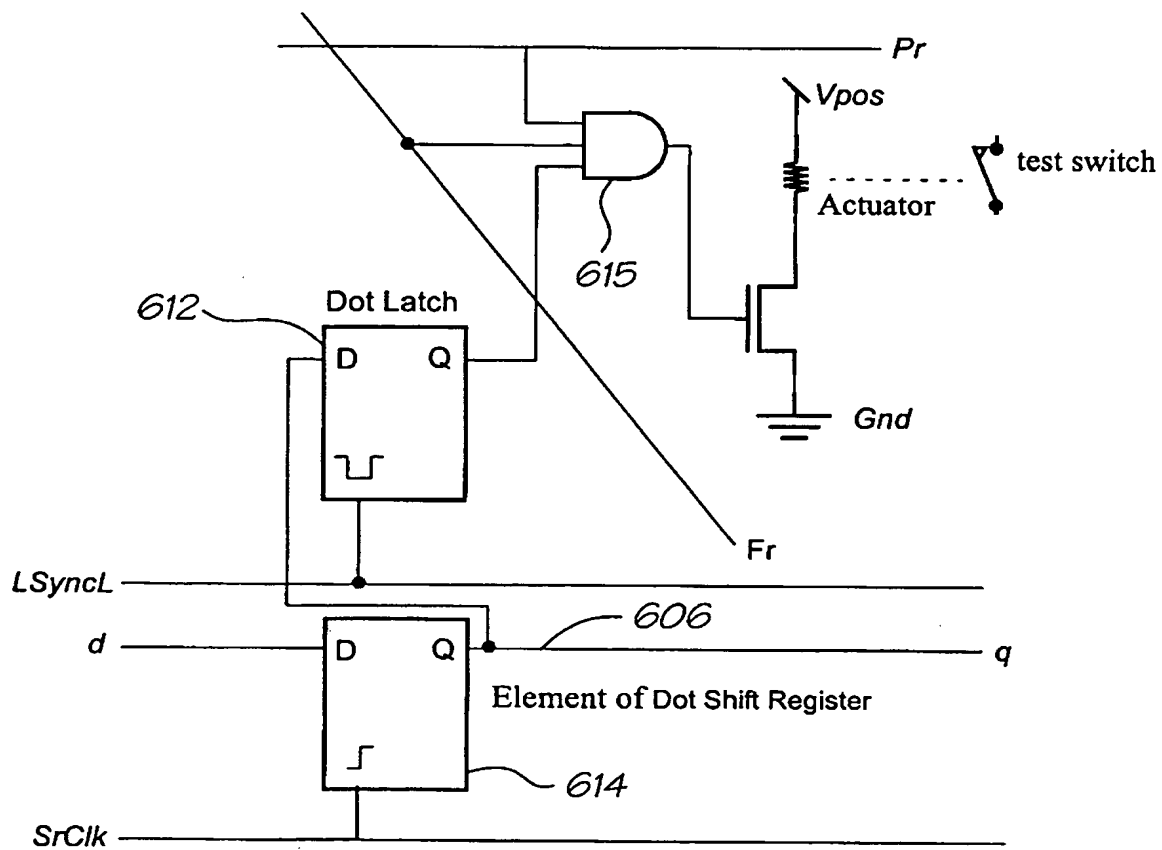 Pr
Vpos
test switch
Actuator
615
612
Dot Latch
D Q
Gnd
Fr
LSyncL
606
d
D Q
q
Element of Dot Shift Register
614
SrClk